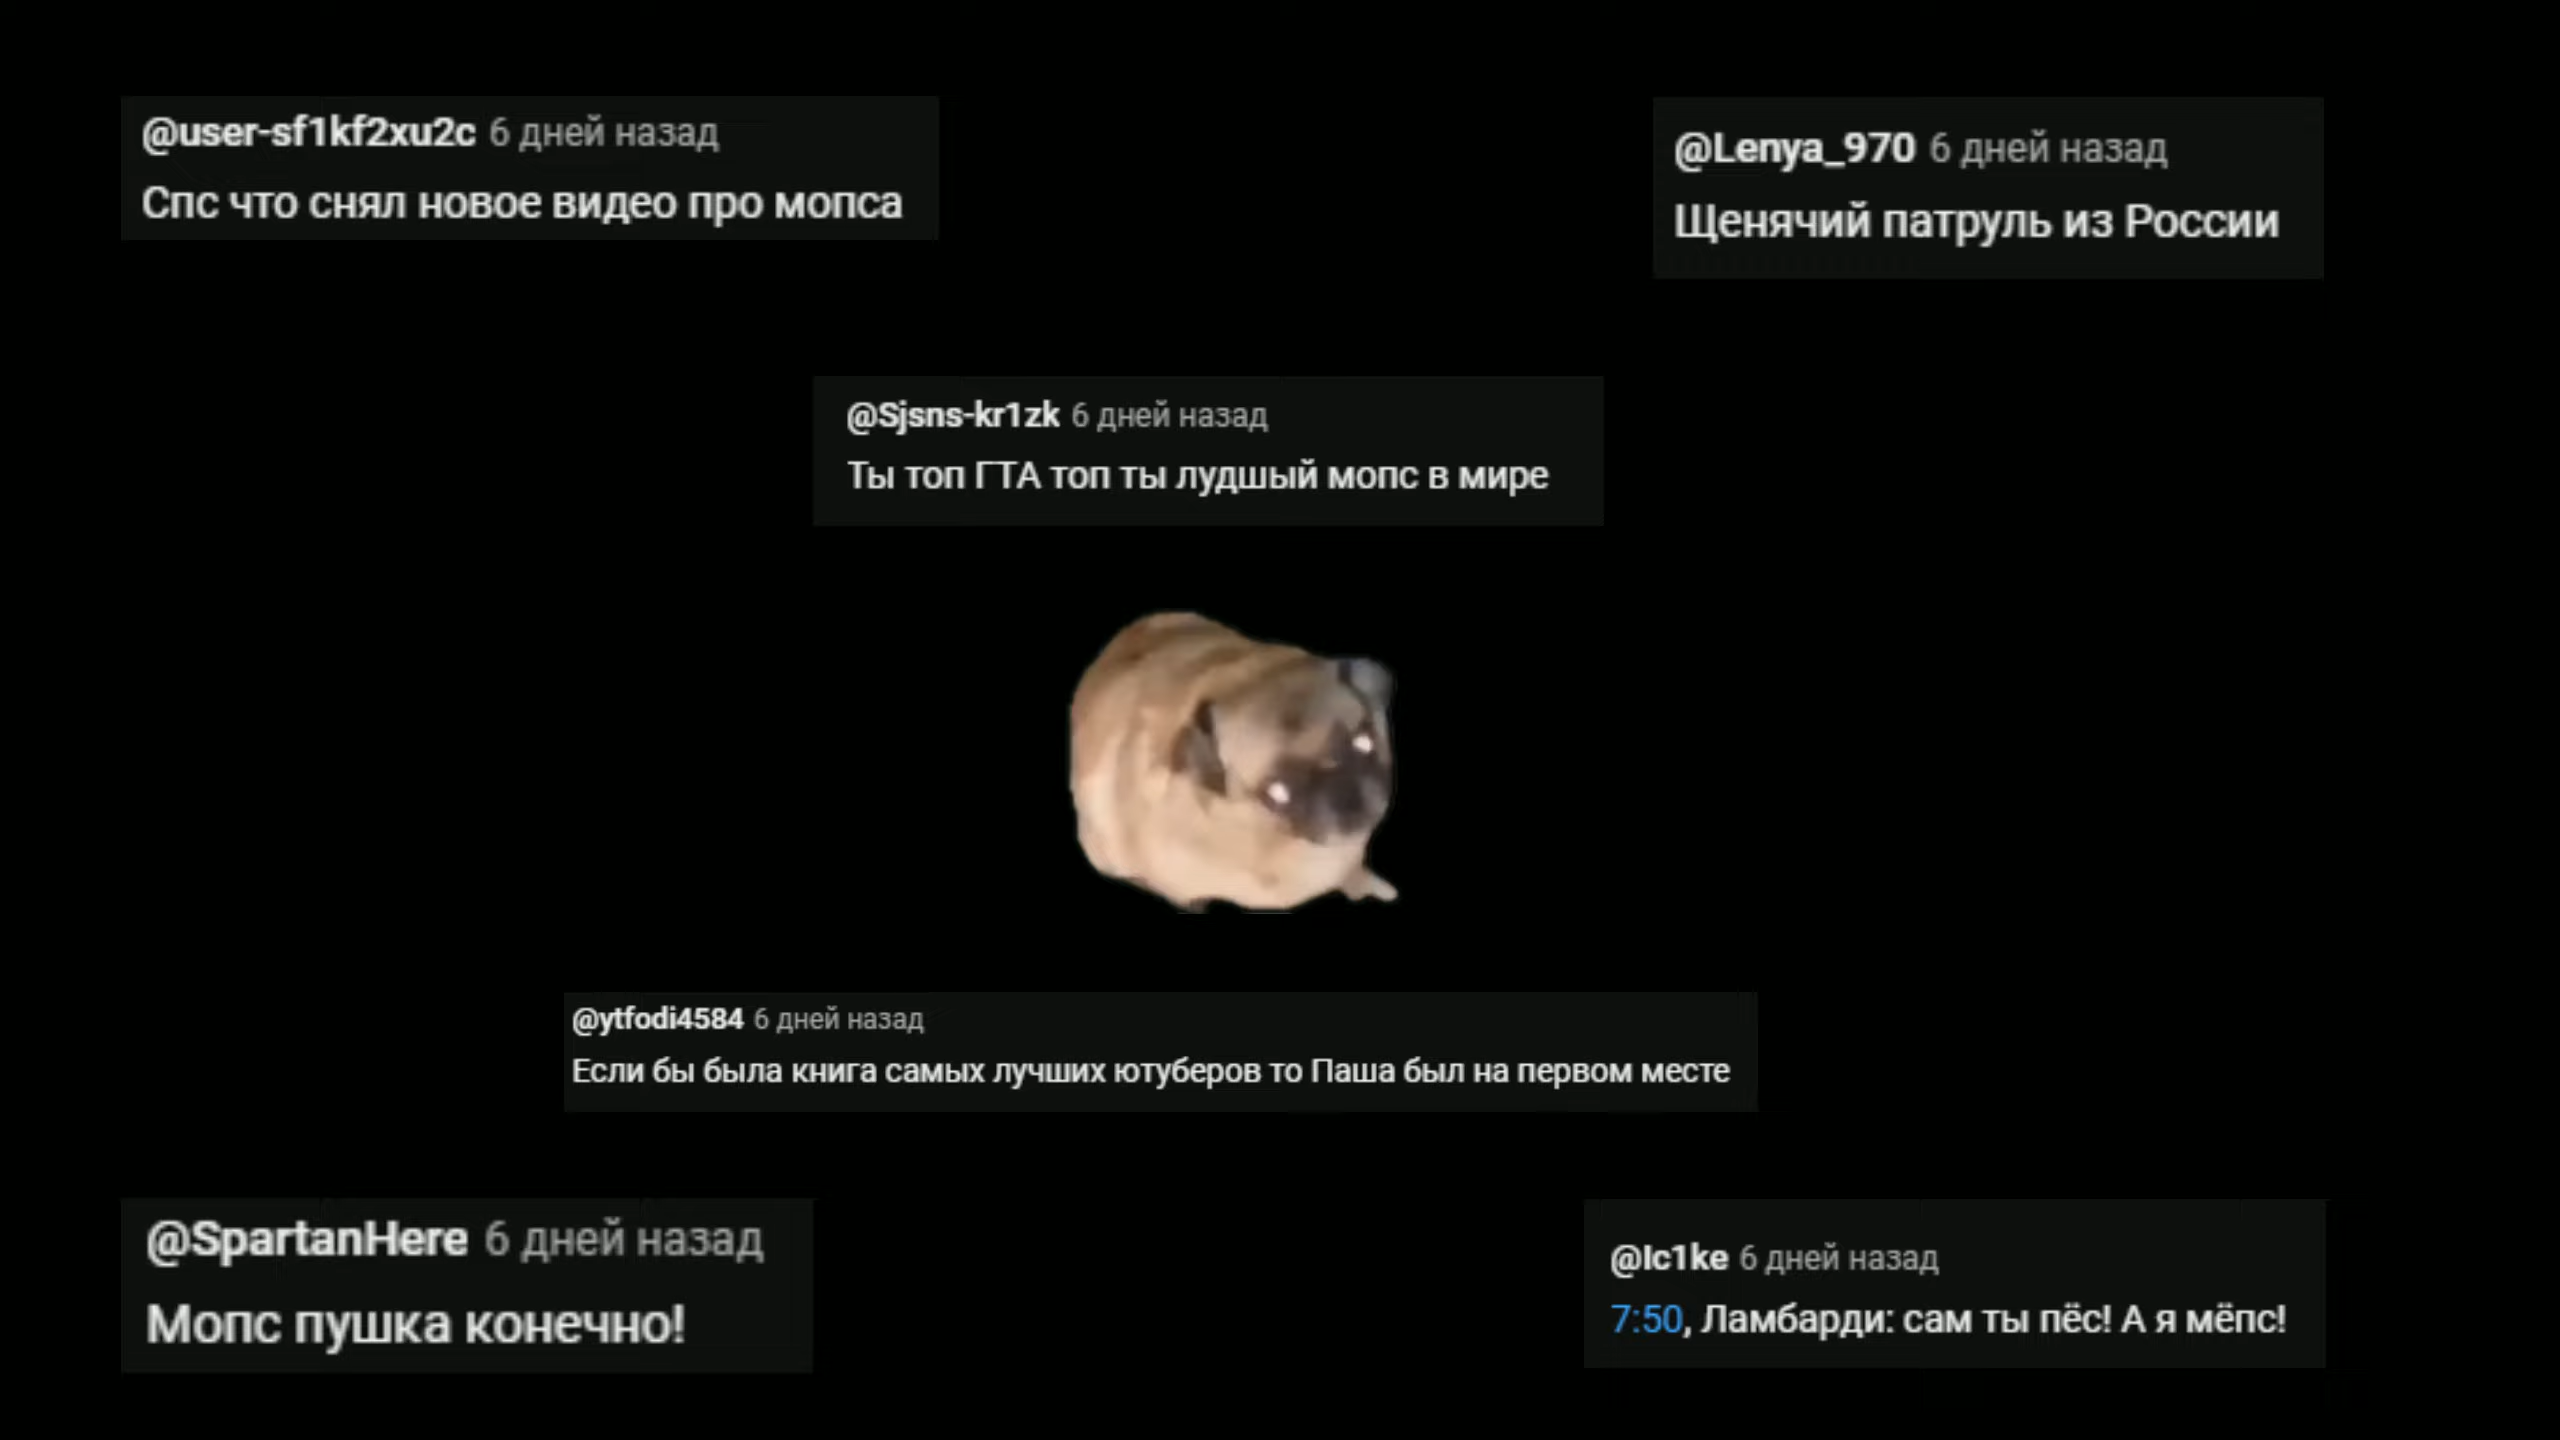 @user-sf1kf2xu2c 6 дней назад
Спс что снял новое видео про мопса
@Lenya_970 6 дней назад
Щенячий патруль из России
@Sjsns-kr1zk 6 дней назад
Ты топ ГТА топ ты лудшый мопс в мире
@ytfodi4584 6 дней назад
Если бы была книга самых лучших ютуберов то Паша был на первом месте
@SpartanHere 6 дней назад
Мопс пушка конечно!
@Ic1ke 6 дней назад
7:50, Ламбарди: сам ты пёс! А я мёпс!